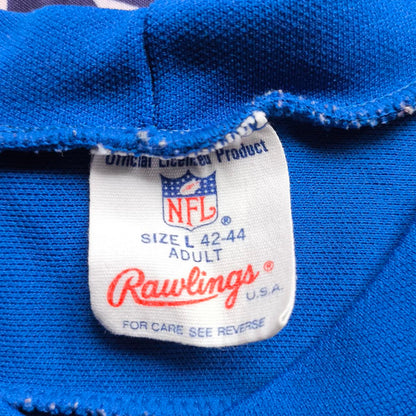 Official Licensed Product
NFL ®
SIZE L 42-44
ADULT
Rawlings ®
U.S.A.
FOR CARE SEE REVERSE